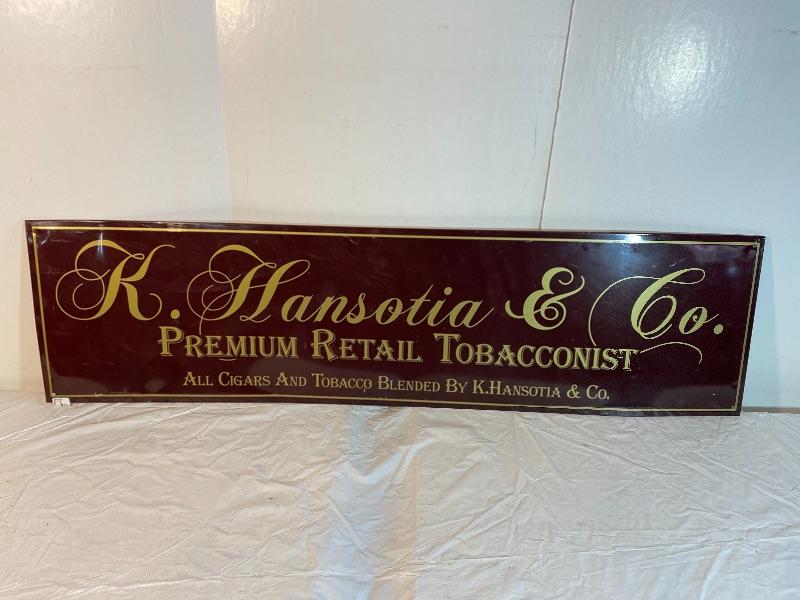 K. Hansotia & Co.
PREMIUM RETAIL TOBACCONIST
ALL CIGARS AND TOBACCO BLENDED BY K.HANSOTIA & CO.